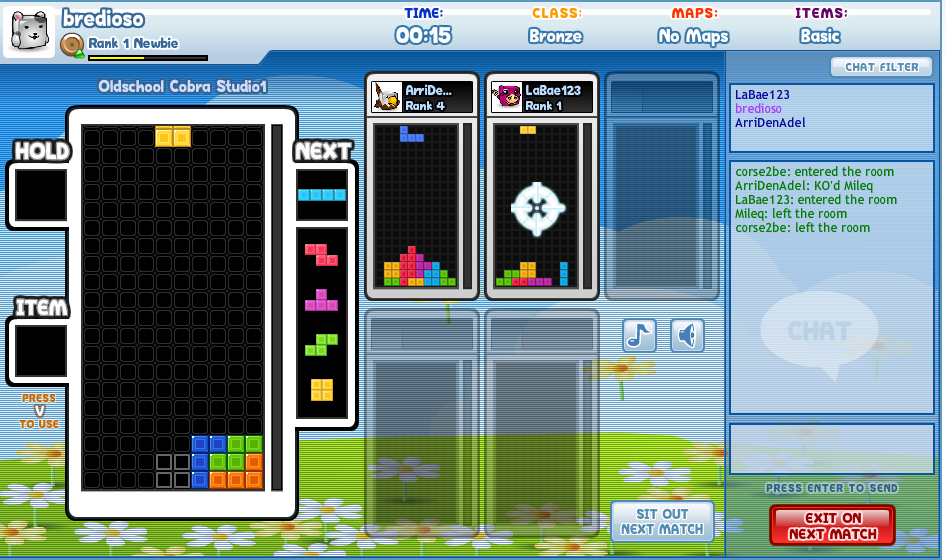 bredioso
Rank 1 Newbie
TIME:
00:15
CLASS:
Bronze
MAPS:
No Maps
ITEMS:
Basic
CHAT FILTER
Oldschool Cobra Studio1
HOLD
NEXT
ITEM
PRESS
V
TO USE
ArriDe...
Rank 4
LaBae123
Rank 1
LaBae123
bredioso
ArriDenAdel
corse2be: entered the room
ArriDenAdel: KO'd Mileq
LaBae123: entered the room
Mileq: left the room
corse2be: left the room
CHAT
PRESS ENTER TO SEND
SIT OUT
NEXT MATCH
EXIT ON
NEXT MATCH